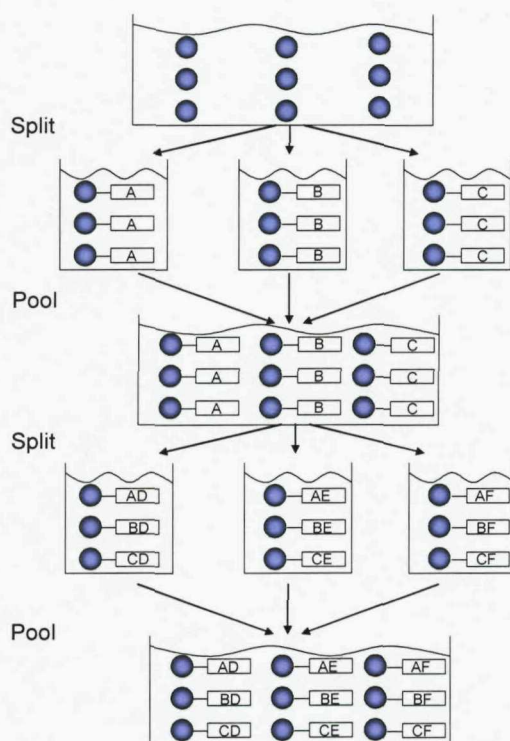 Split
A B C
A B C
A B C
Pool
A B C
A B C
A B C
Split
AD AE AF
BD BE BF
CD CE CF
Pool
AD AE AF
BD BE BF
CD CE CF